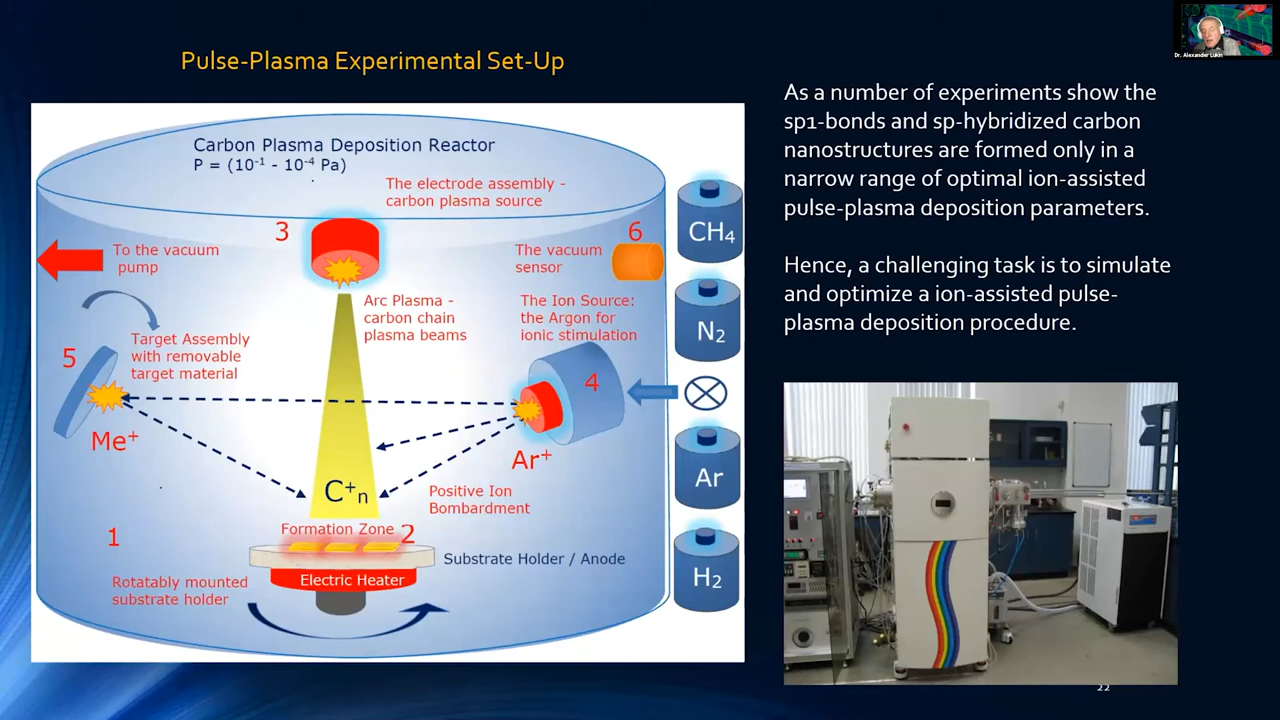 Dr. Alexander Lukin
Pulse-Plasma Experimental Set-Up
Carbon Plasma Deposition Reactor
P = (10⁻¹ - 10⁻⁴ Pa)
The electrode assembly -
carbon plasma source
3
To the vacuum
pump
The vacuum
sensor
6
Arc Plasma -
carbon chain
plasma beams
The Ion Source:
the Argon for
ionic stimulation
Target Assembly
with removable
target material
5
4
Me⁺
Ar⁺
C⁺n
Positive Ion
Bombardment
Formation Zone
2
1
Substrate Holder / Anode
Electric Heater
Rotatably mounted
substrate holder
CH₄
N₂
Ar
H₂
As a number of experiments show the
sp1-bonds and sp-hybridized carbon
nanostructures are formed only in a
narrow range of optimal ion-assisted
pulse-plasma deposition parameters.
Hence, a challenging task is to simulate
and optimize a ion-assisted pulse-
plasma deposition procedure.
22